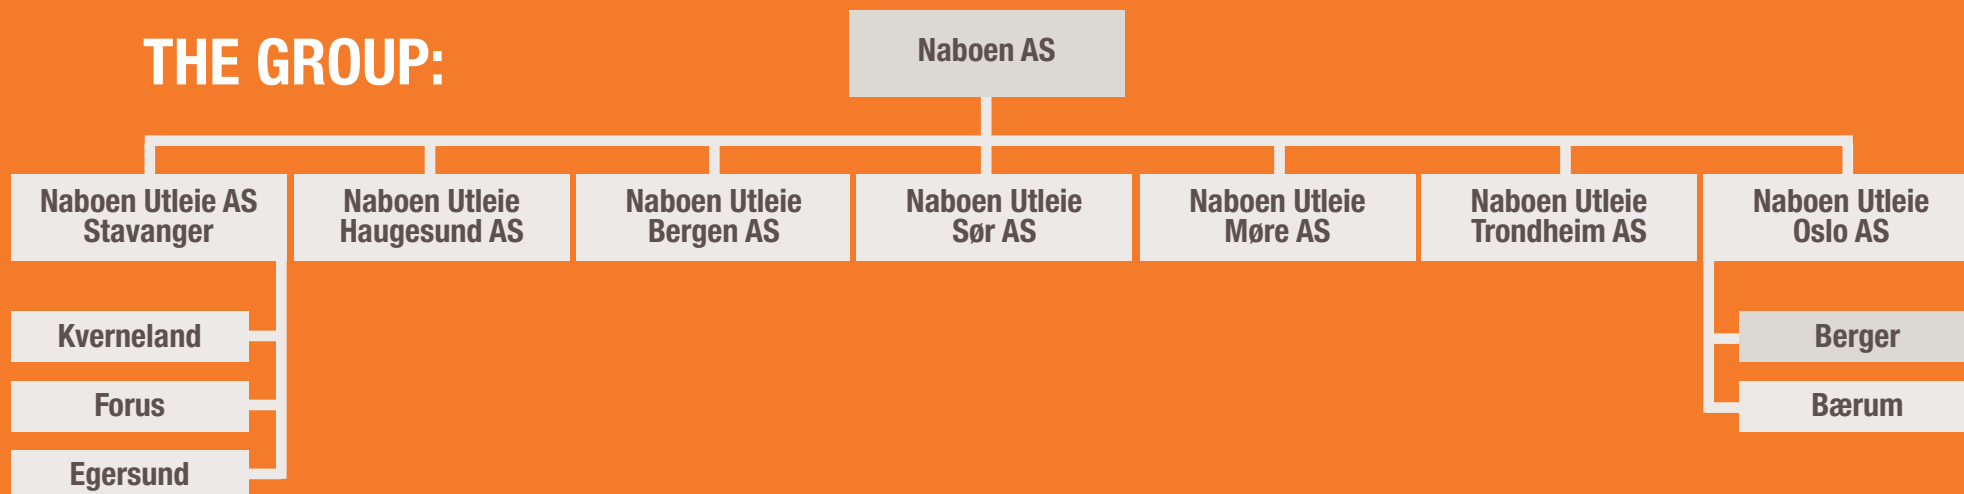 THE GROUP:
Naboen AS
Naboen Utleie AS
Stavanger
Naboen Utleie
Haugesund AS
Naboen Utleie
Bergen AS
Naboen Utleie
Sør AS
Naboen Utleie
Møre AS
Naboen Utleie
Trondheim AS
Naboen Utleie
Oslo AS
Kverneland
Forus
Egersund
Berger
Bærum